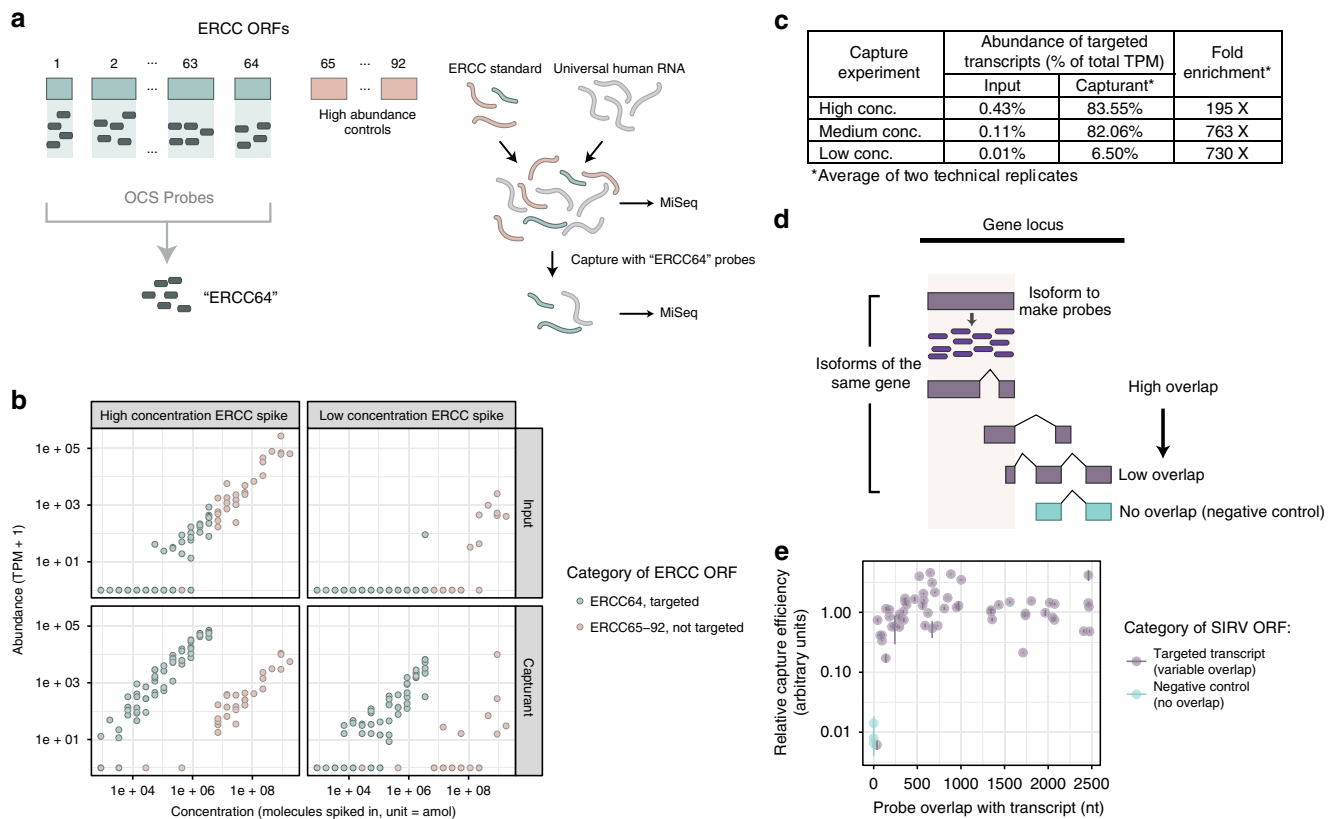 a
ERCC ORFs
1 2 ... 63 64 65 ... 92
... ...
High abundance
controls
...
OCS Probes
“ERCC64”
ERCC standard Universal human RNA
MiSeq
Capture with “ERCC64” probes
MiSeq
b
High concentration ERCC spike Low concentration ERCC spike
1e + 05
1e + 03
1e + 01
Input
1e + 05
1e + 03
1e + 01
Capturant
Abundance (TPM + 1)
1e + 04 1e + 06 1e + 08 1e + 04 1e + 06 1e + 08
Concentration (molecules spiked in, unit = amol)
Category of ERCC ORF
ERCC64, targeted
ERCC65–92, not targeted
c
Capture
experiment
Abundance of targeted
transcripts (% of total TPM)
Fold
enrichment*
Input Capturant*
High conc. 0.43% 83.55% 195 X
Medium conc. 0.11% 82.06% 763 X
Low conc. 0.01% 6.50% 730 X
*Average of two technical replicates
d
Gene locus
Isoform to
make probes
Isoforms of the
same gene
High overlap
Low overlap
No overlap (negative control)
e
Relative capture efficiency
(arbitrary units)
1.00
0.10
0.01
0 500 1000 1500 2000 2500
Probe overlap with transcript (nt)
Category of SIRV ORF:
Targeted transcript
(variable overlap)
Negative control
(no overlap)